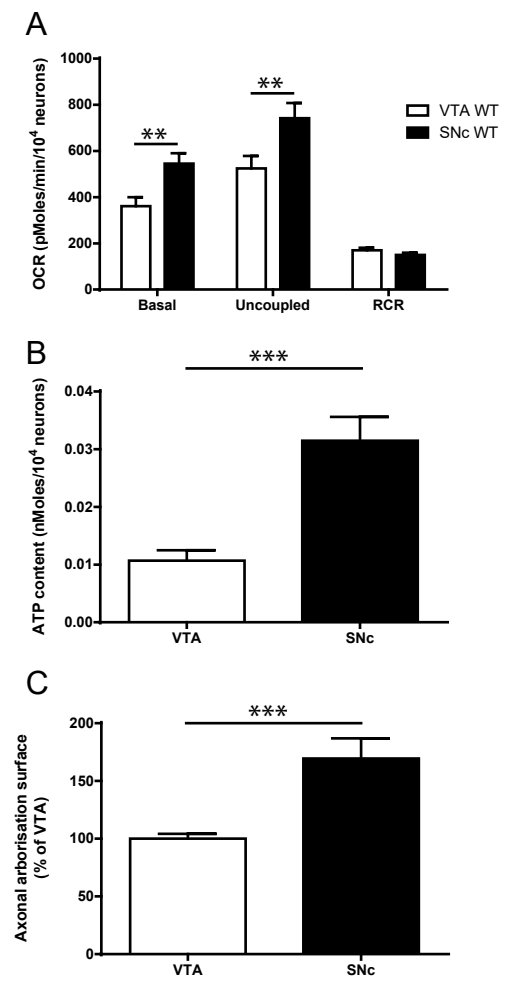 A
OCR (pMoles/min/10⁴ neurons)
1000
800
600
400
200
0
**
**
VTA WT
SNc WT
Basal Uncoupled RCR
B
ATP content (nMoles/10⁴ neurons)
0.04
0.03
0.02
0.01
0.00
***
VTA SNc
C
Axonal arborisation surface
(% of VTA)
200
150
100
50
0
***
VTA SNc